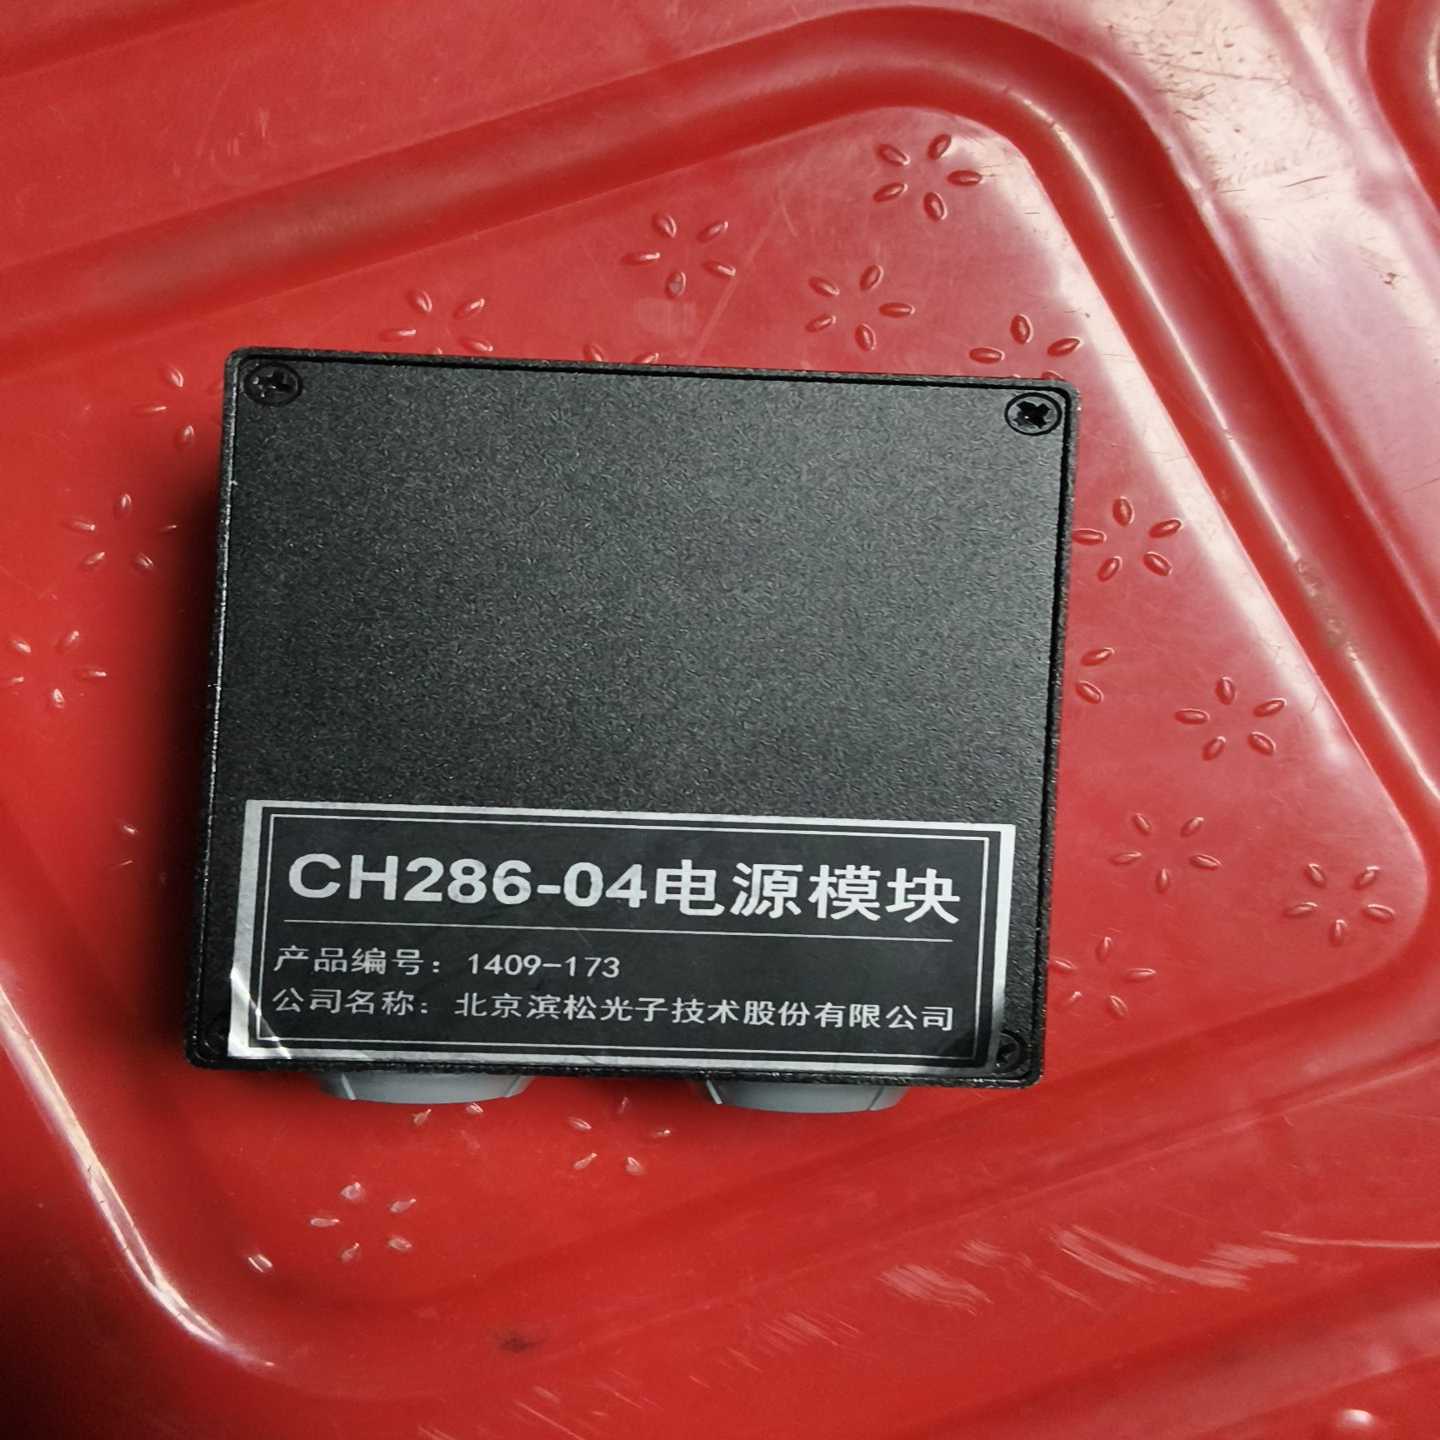 CH286-04电源模块
产品编号：1409-173
公司名称：北京滨松光子技术股份有限公司